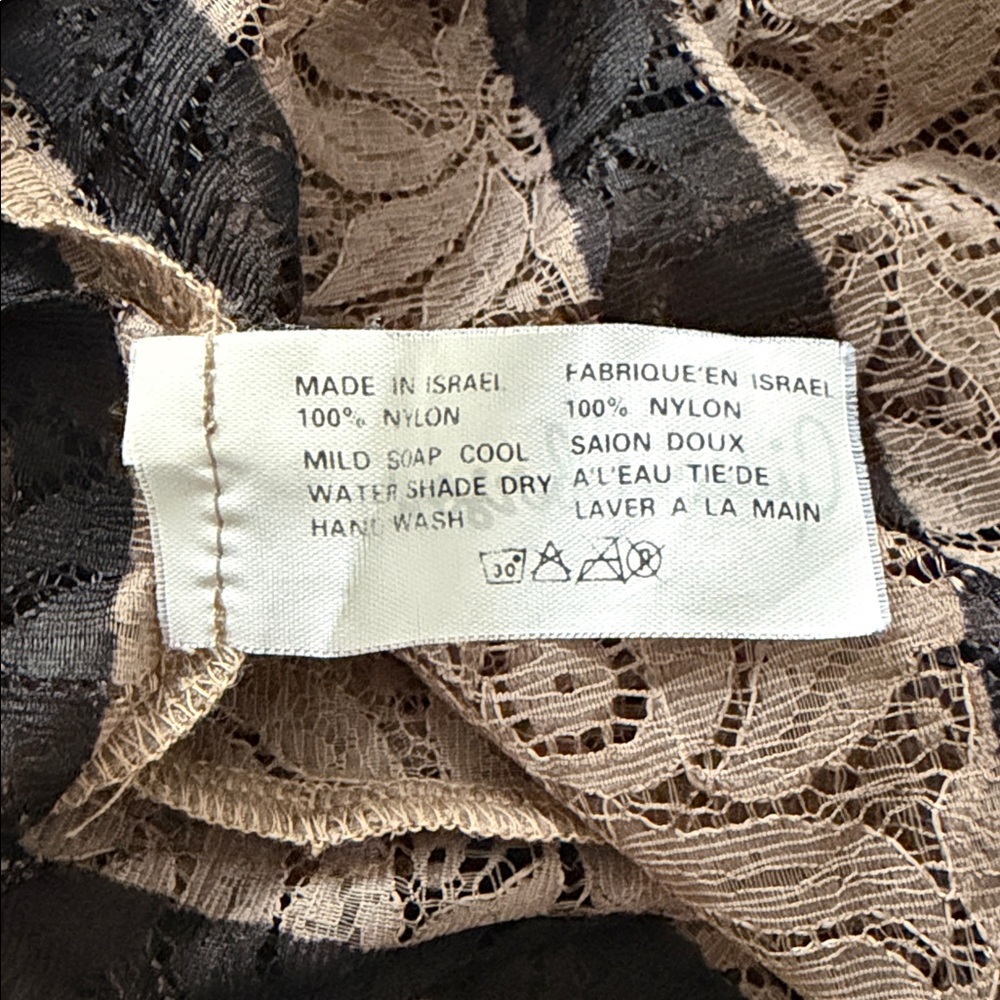 MADE IN ISRAEL
100% NYLON
MILD SOAP COOL
WATER SHADE DRY
HAND WASH
FABRIQUE'EN ISRAEL
100% NYLON
SAION DOUX
A'L'EAU TIE'DE
LAVER A LA MAIN
30°